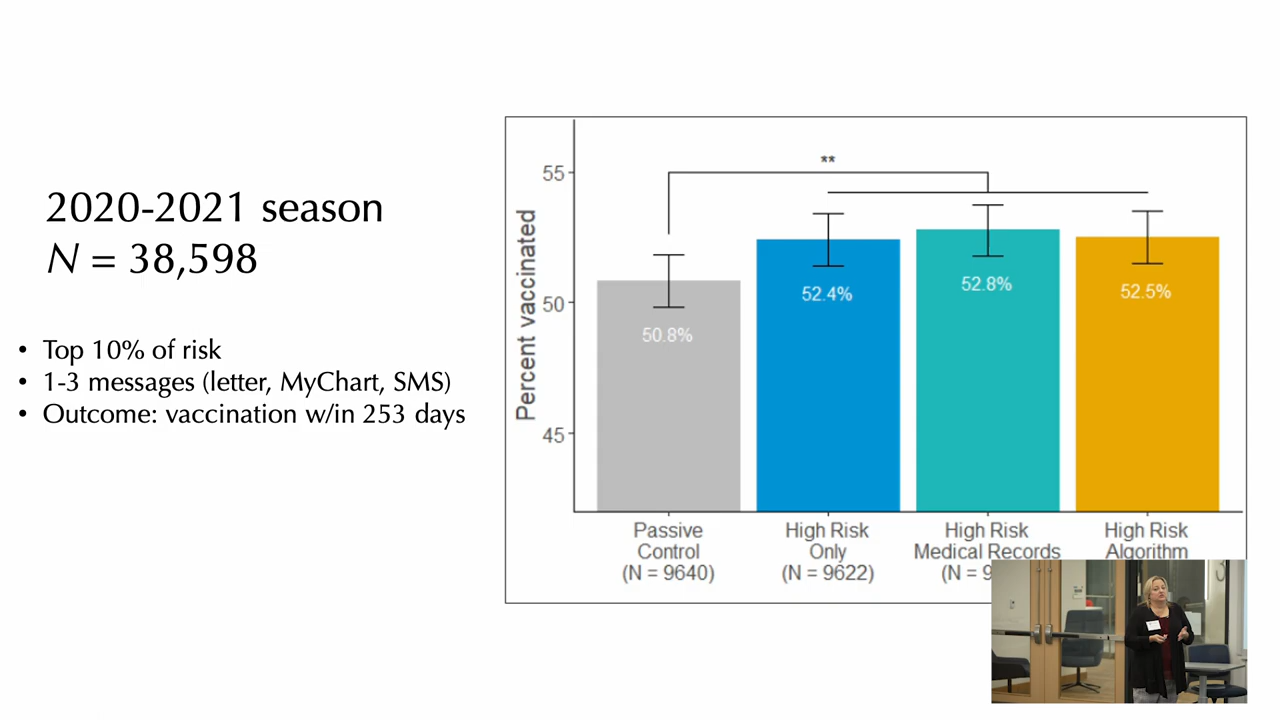 2020-2021 season
N = 38,598
• Top 10% of risk
• 1-3 messages (letter, MyChart, SMS)
• Outcome: vaccination w/in 253 days
**
Percent vaccinated
55
50
45
50.8%
52.4%
52.8%
52.5%
Passive
Control
(N = 9640)
High Risk
Only
(N = 9622)
High Risk
Medical Records
(N = 9
High Risk
Algorithm